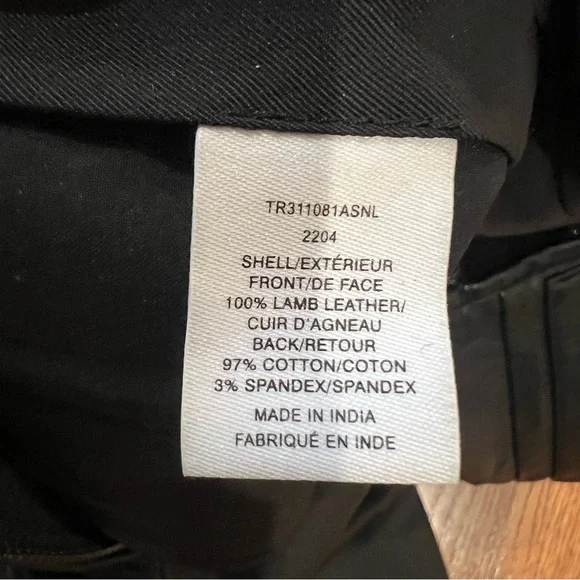 TR311081ASNL
2204
SHELL/EXTÉRIEUR
FRONT/DE FACE
100% LAMB LEATHER/
CUIR D'AGNEAU
BACK/RETOUR
97% COTTON/COTON
3% SPANDEX/SPANDEX
MADE IN INDIA
FABRIQUÉ EN INDE